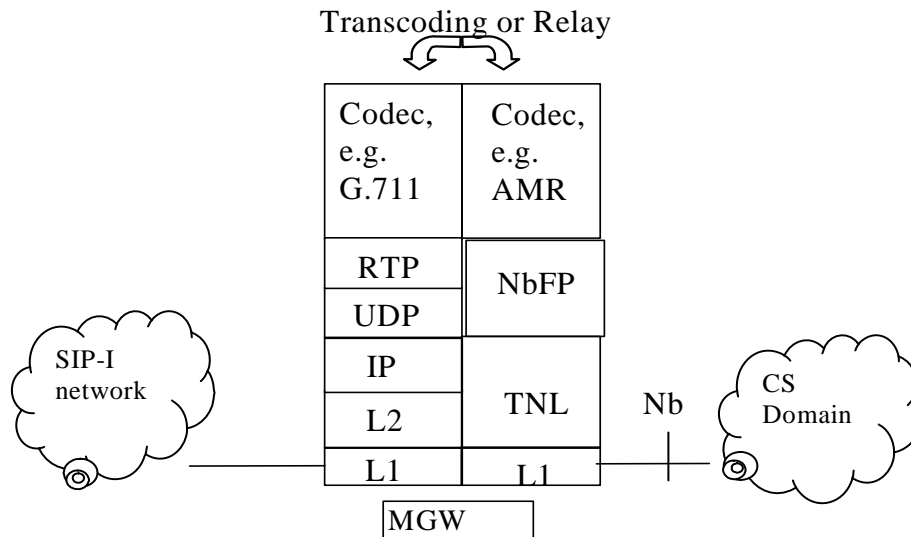 Transcoding or Relay
Codec,
e.g.
G.711
Codec,
e.g.
AMR
RTP
UDP
NbFP
IP
L2
TNL
L1
L1
SIP-I
network
Nb
CS
Domain
MGW